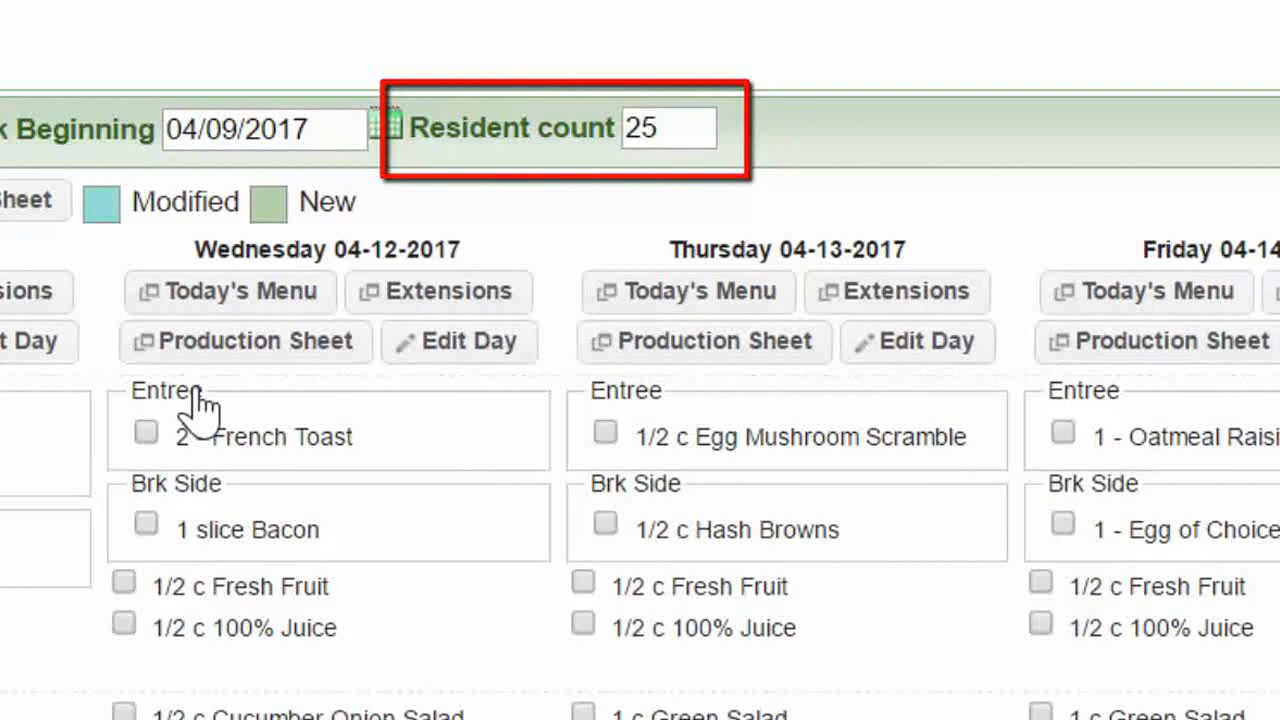 k Beginning 04/09/2017 Resident count 25
Sheet Modified New
Wednesday 04-12-2017 Thursday 04-13-2017 Friday 04-14
sions Today's Menu Extensions Today's Menu Extensions Today's Menu
t Day Production Sheet Edit Day Production Sheet Edit Day Production Sheet
Entree Entree Entree
2 - French Toast 1/2 c Egg Mushroom Scramble 1 - Oatmeal Raisi
Brk Side Brk Side Brk Side
1 slice Bacon 1/2 c Hash Browns 1 - Egg of Choice
1/2 c Fresh Fruit 1/2 c Fresh Fruit 1/2 c Fresh Fruit
1/2 c 100% Juice 1/2 c 100% Juice 1/2 c 100% Juice
1/2 c Cucumber Onion Salad 1 c Green Salad 1 c Green Salad